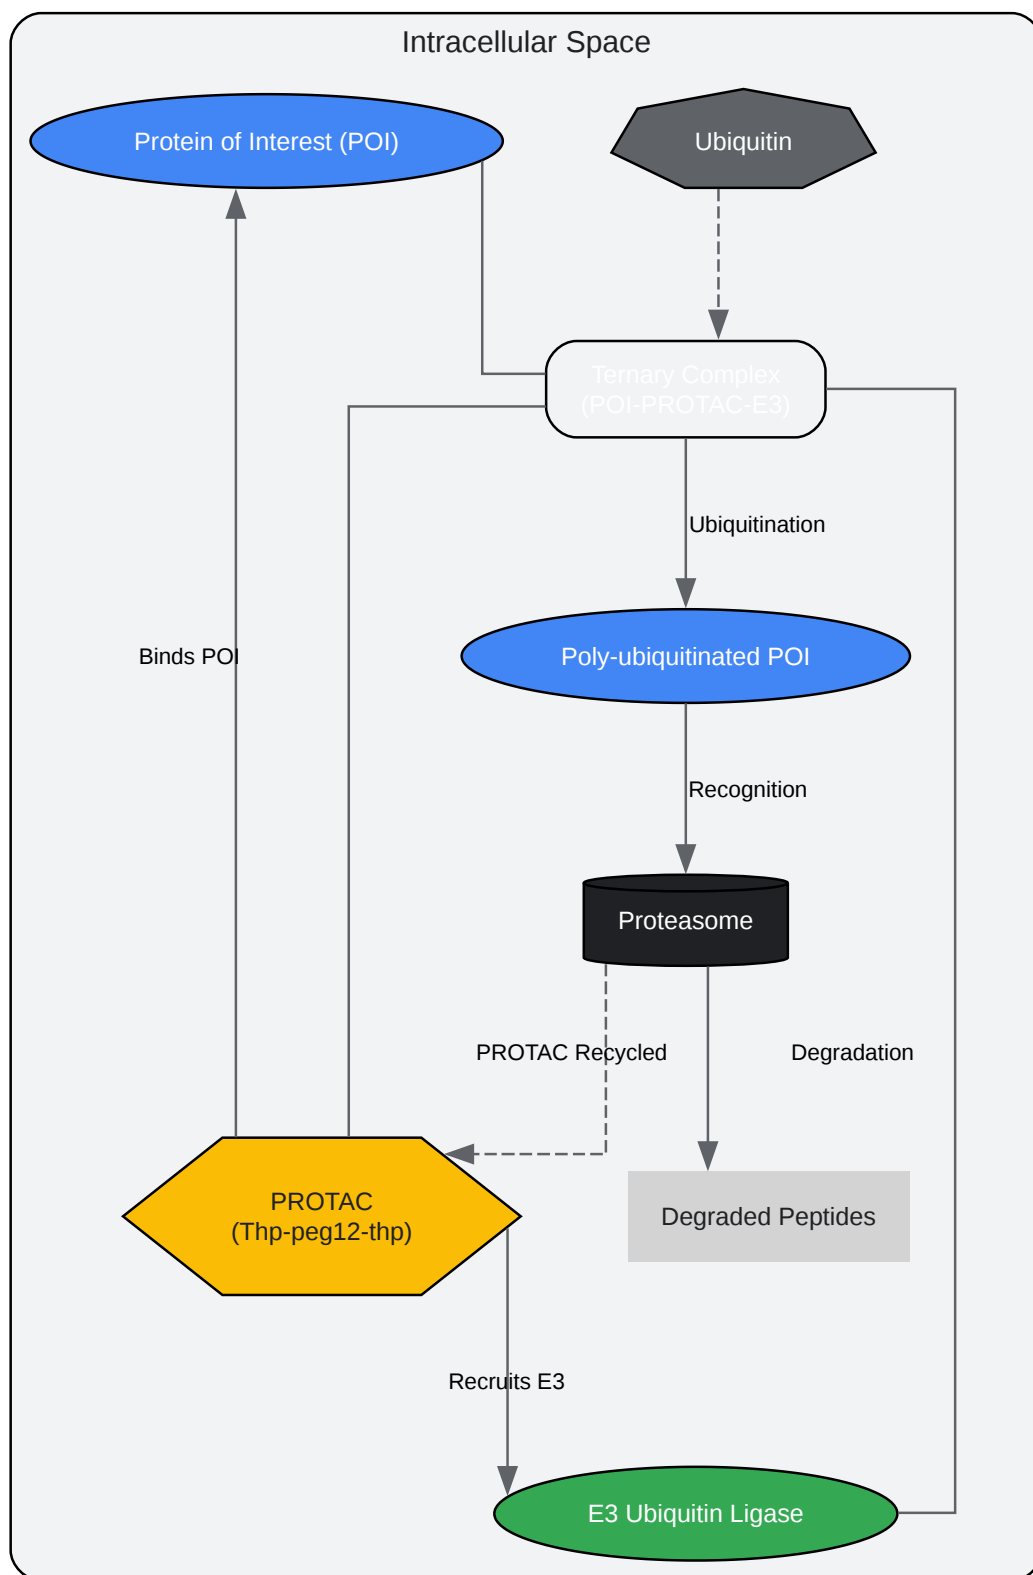 Intracellular Space
Protein of Interest (POI)
Ubiquitin
Ternary Complex
(POI-PROTAC-E3)
Ubiquitination
Binds POI
Poly-ubiquitinated POI
Recognition
Proteasome
PROTAC Recycled
Degradation
PROTAC
(Thp-peg12-thp)
Degraded Peptides
Recruits E3
E3 Ubiquitin Ligase